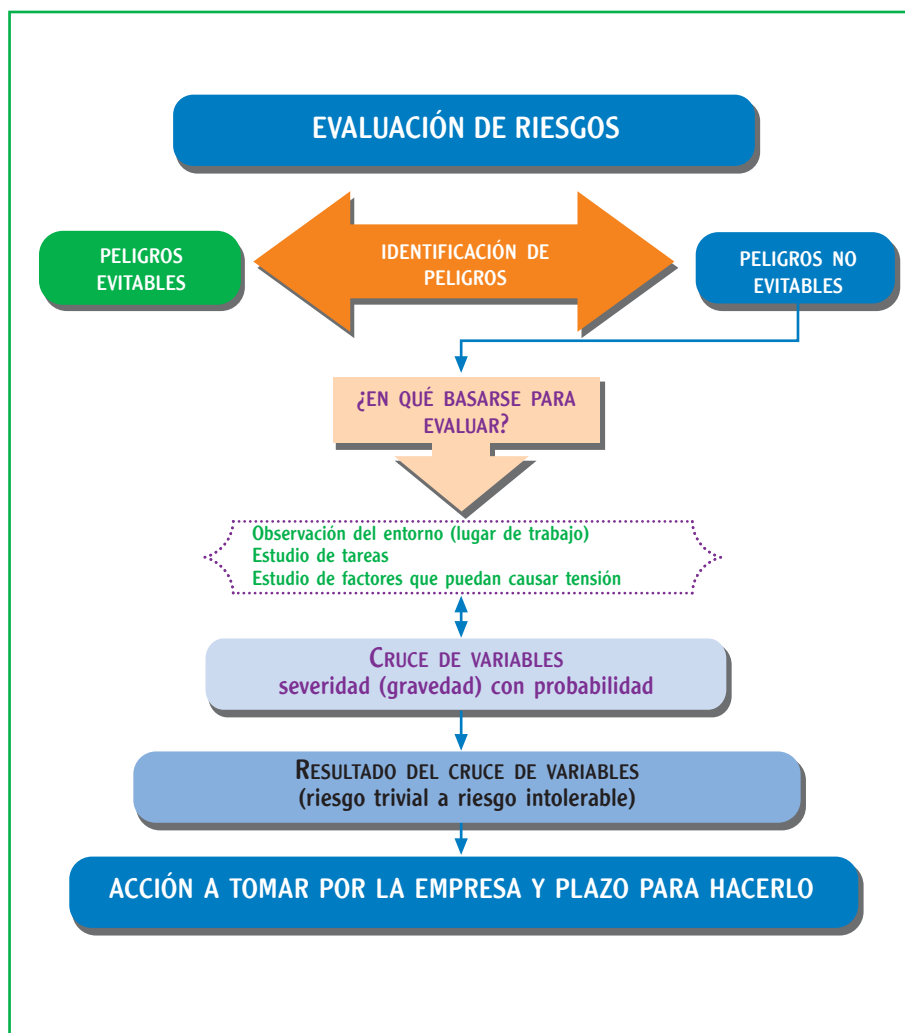 EVALUACIÓN DE RIESGOS
PELIGROS
EVITABLES
IDENTIFICACIÓN DE
PELIGROS
PELIGROS NO
EVITABLES
¿EN QUÉ BASARSE PARA
EVALUAR?
Observación del entorno (lugar de trabajo)
Estudio de tareas
Estudio de factores que puedan causar tensión
CRUCE DE VARIABLES
severidad (gravedad) con probabilidad
RESULTADO DEL CRUCE DE VARIABLES
(riesgo trivial a riesgo intolerable)
ACCIÓN A TOMAR POR LA EMPRESA Y PLAZO PARA HACERLO